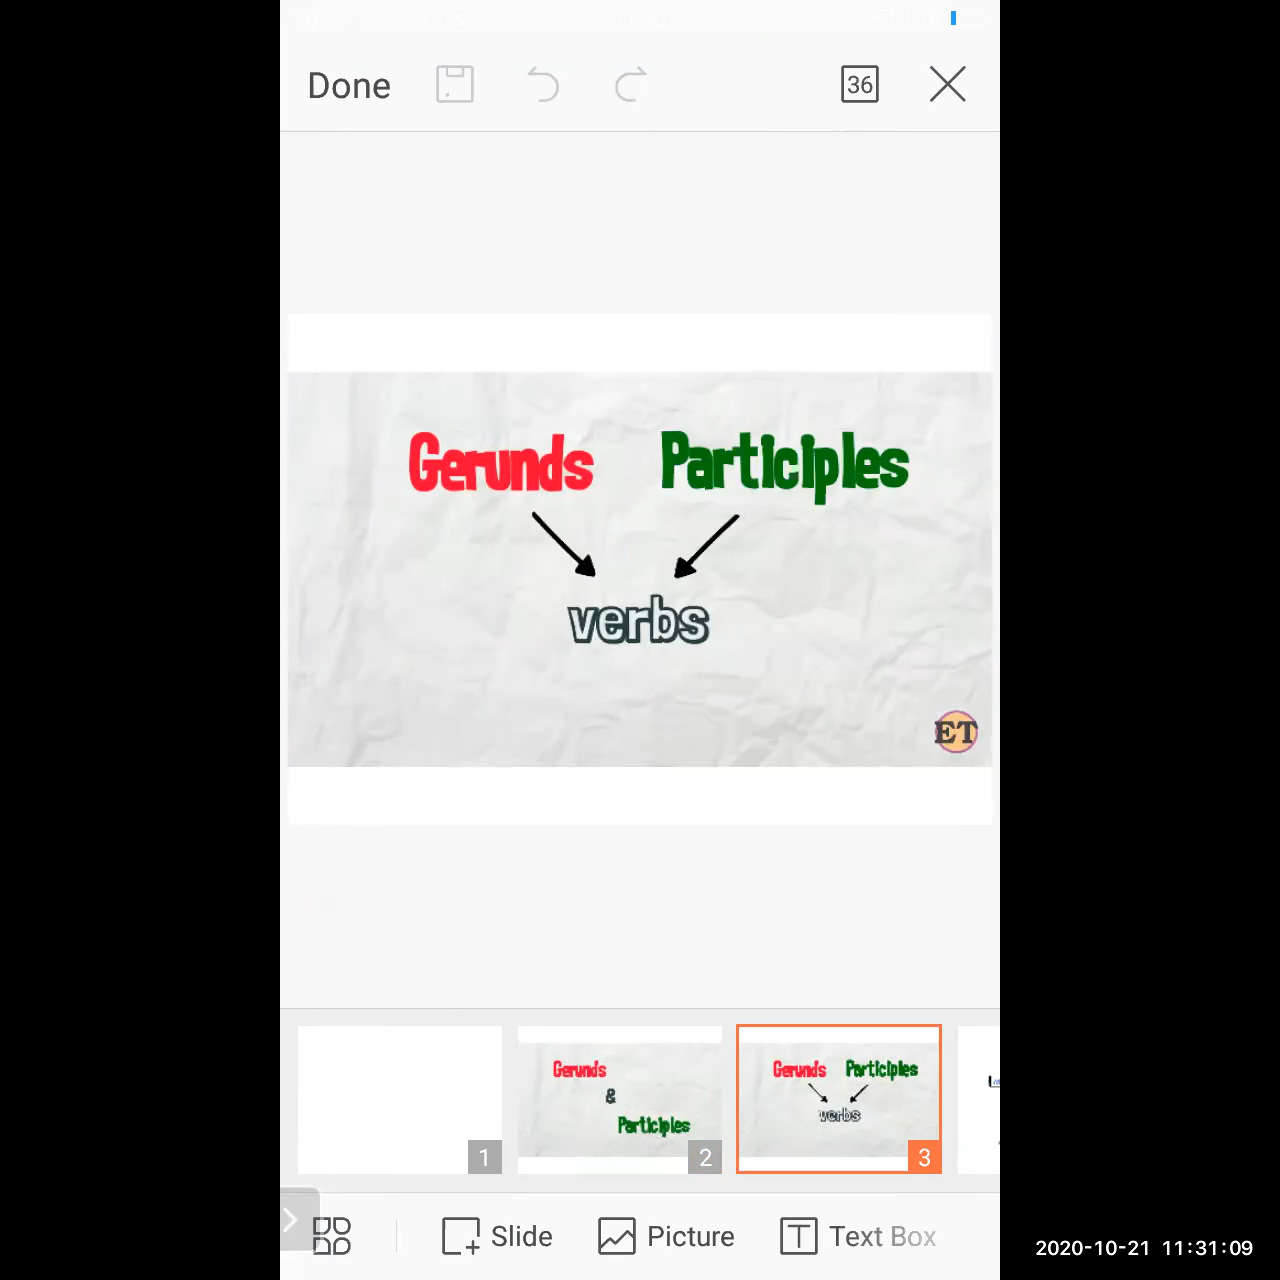 Done
36
Gerunds Participles
verbs
ET
Gerunds
&
Participles
Gerunds Participles
verbs
1
2
3
Slide
Picture
Text Box
2020-10-21 11:31:09